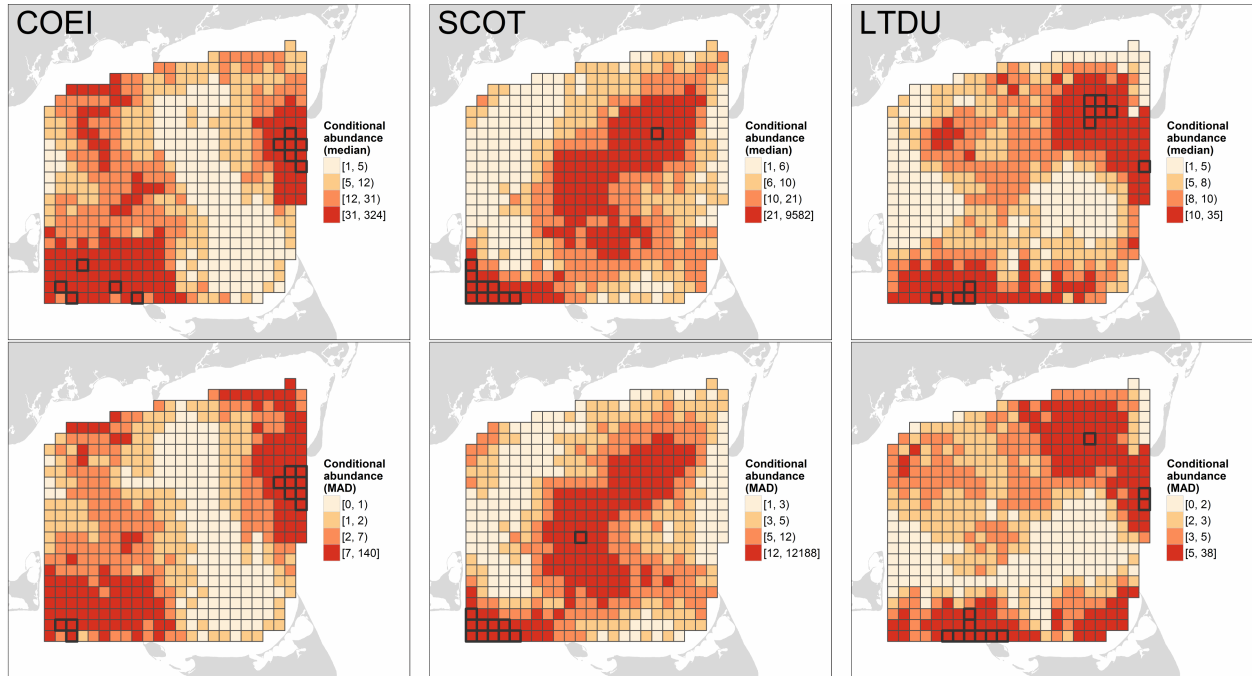 COEI
Conditional
abundance
(median)
[1, 5)
[5, 12)
[12, 31)
[31, 324]
SCOT
Conditional
abundance
(median)
[1, 6)
[6, 10)
[10, 21)
[21, 9582]
LTDU
Conditional
abundance
(median)
[1, 5)
[5, 8)
[8, 10)
[10, 35]
Conditional
abundance
(MAD)
[0, 1)
[1, 2)
[2, 7)
[7, 140]
Conditional
abundance
(MAD)
[1, 3)
[3, 5)
[5, 12)
[12, 12188]
Conditional
abundance
(MAD)
[0, 2)
[2, 3)
[3, 5)
[5, 38]